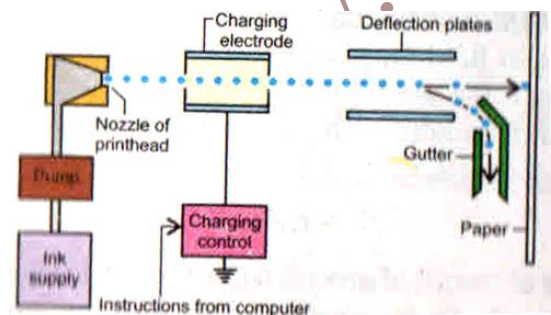 Charging
electrode
Deflection plates
Nozzle of
printhead
Pump
Gutter
Charging
control
Paper
Ink
supply
Instructions from computer